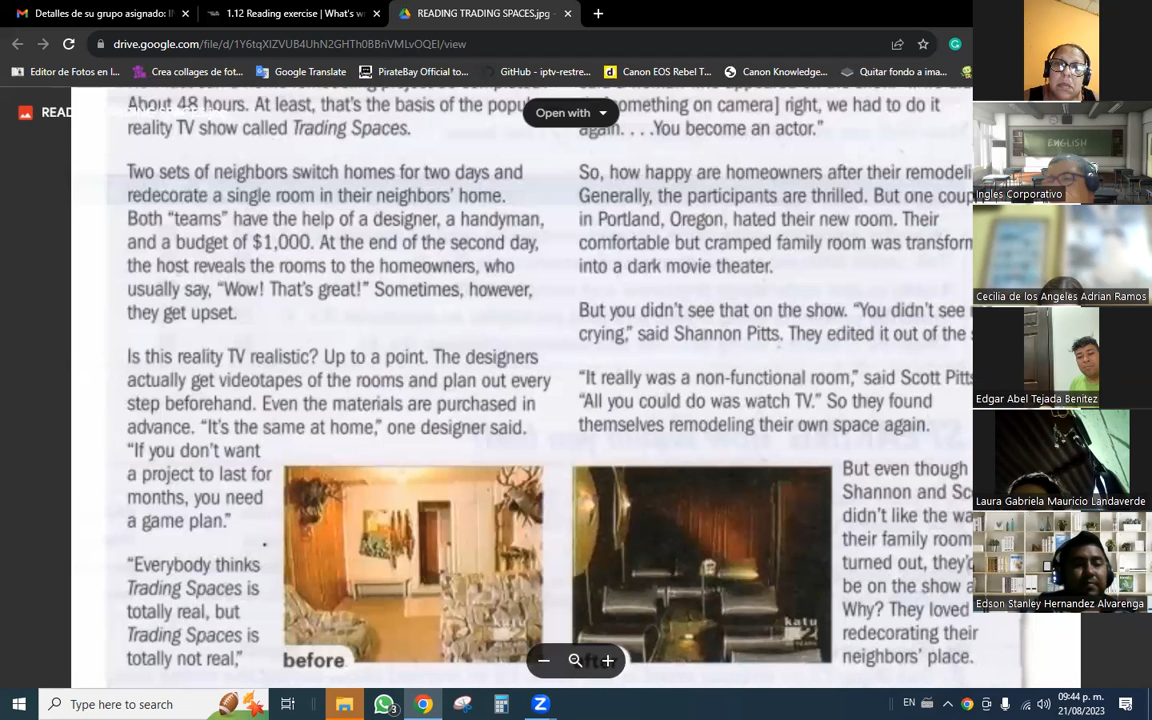 Detalles de su grupo asignado: I
1.12 Reading exercise | What's w
READING TRADING SPACES.jpg
drive.google.com/file/d/1Y6tqXIZVUB4UhN2GHTh0BBriVMLvOQEI/view
Editor de Fotos en l...
Crea collages de fot...
Google Translate
PirateBay Official to...
GitHub - iptv-restre...
Canon EOS Rebel T...
Canon Knowledge...
Quitar fondo a ima...
READ
Open with
About 48 hours. At least, that's the basis of the popu
reality TV show called Trading Spaces.
Two sets of neighbors switch homes for two days and
redecorate a single room in their neighbors' home.
Both "teams" have the help of a designer, a handyman,
and a budget of $1,000. At the end of the second day,
the host reveals the rooms to the homeowners, who
usually say, "Wow! That's great!" Sometimes, however,
they get upset.
Is this reality TV realistic? Up to a point. The designers
actually get videotapes of the rooms and plan out every
step beforehand. Even the materials are purchased in
advance. "It's the same at home," one designer said.
"If you don't want
a project to last for
months, you need
a game plan."
"Everybody thinks
Trading Spaces is
totally real, but
Trading Spaces is
totally not real,"
before
after
katu
2
katu
2
something on camera] right, we had to do it
again. . . .You become an actor."
So, how happy are homeowners after their remodeli
Generally, the participants are thrilled. But one coup
in Portland, Oregon, hated their new room. Their
comfortable but cramped family room was transform
into a dark movie theater.
But you didn't see that on the show. "You didn't see
crying," said Shannon Pitts. They edited it out of the s
"It really was a non-functional room," said Scott Pitts
"All you could do was watch TV." So they found
themselves remodeling their own space again.
But even though
Shannon and Sc
didn't like the wa
their family room
turned out, they'd
be on the show a
Why? They loved
redecorating their
neighbors' place.
ENGLISH
Ingles Corporativo
Cecilia de los Angeles Adrian Ramos
Edgar Abel Tejada Benitez
Laura Gabriela Mauricio Landaverde
Edson Stanley Hernandez Alvarenga
Type here to search
3
EN
09:44 p. m.
21/08/2023